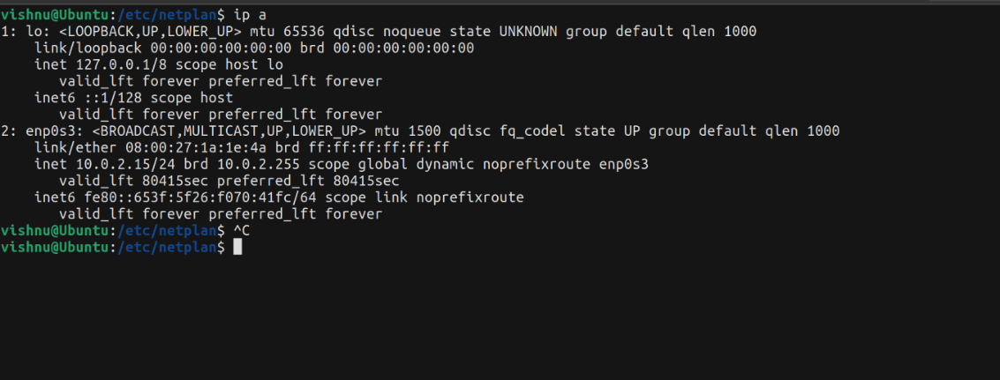 vishnu@Ubuntu:/etc/netplan$ ip a
1: lo: <LOOPBACK,UP,LOWER_UP> mtu 65536 qdisc noqueue state UNKNOWN group default qlen 1000
    link/loopback 00:00:00:00:00:00 brd 00:00:00:00:00:00
    inet 127.0.0.1/8 scope host lo
       valid_lft forever preferred_lft forever
    inet6 ::1/128 scope host
       valid_lft forever preferred_lft forever
2: enp0s3: <BROADCAST,MULTICAST,UP,LOWER_UP> mtu 1500 qdisc fq_codel state UP group default qlen 1000
    link/ether 08:00:27:1a:1e:4a brd ff:ff:ff:ff:ff:ff
    inet 10.0.2.15/24 brd 10.0.2.255 scope global dynamic noprefixroute enp0s3
       valid_lft 80415sec preferred_lft 80415sec
    inet6 fe80::653f:5f26:f070:41fc/64 scope link noprefixroute
       valid_lft forever preferred_lft forever
vishnu@Ubuntu:/etc/netplan$ ^C
vishnu@Ubuntu:/etc/netplan$